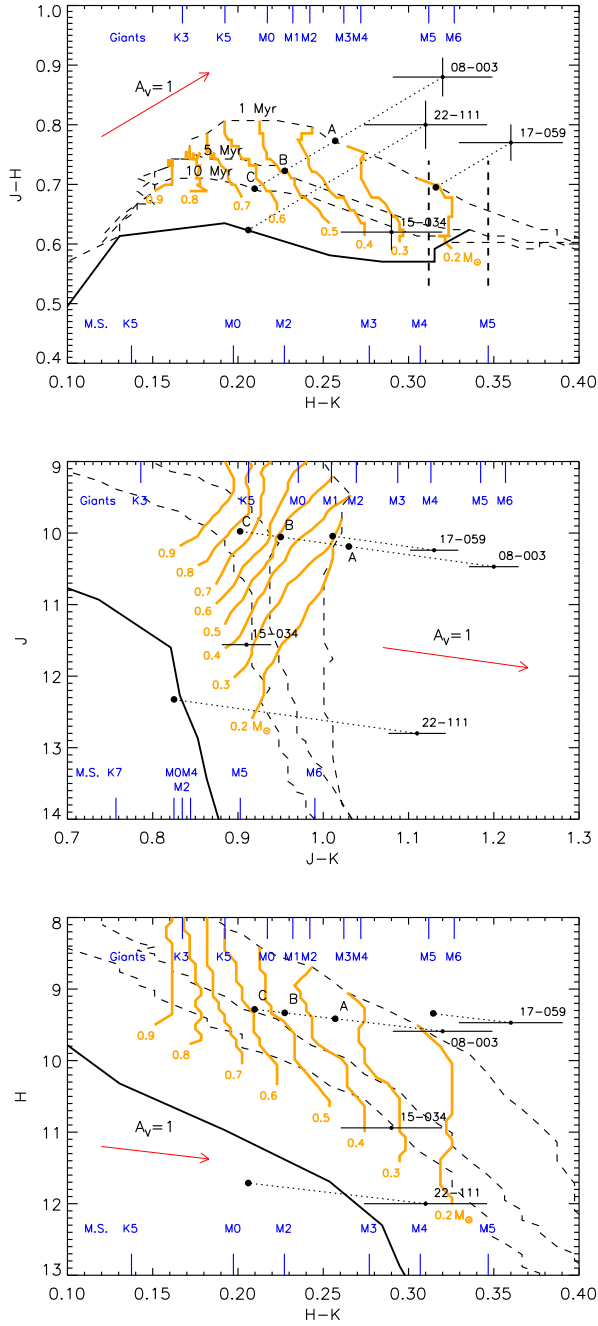 Giants K3 K5 M0 M1 M2 M3 M4 M5 M6
1.0
0.9
0.8
0.7
0.6
0.5
0.4
J-H
A_V=1
08-003
22-111
17-059
15-034
1 Myr
5 Myr
10 Myr
A
B
C
0.9 0.8 0.7 0.6 0.5 0.4 0.3 0.2 M☉
M.S. K5 M0 M2 M3 M4 M5
0.10 0.15 0.20 0.25 0.30 0.35 0.40
H-K
9
10
11
12
13
14
J
Giants K3 K5 M0 M1 M2 M3 M4 M5 M6
C B A
17-059
08-003
15-034
22-111
A_V=1
0.9
0.8
0.7
0.6
0.5
0.4
0.3
0.2 M☉
M.S. K7 M0 M4 M5 M6
M2
0.7 0.8 0.9 1.0 1.1 1.2 1.3
J-K
8
9
10
11
12
13
H
Giants K3 K5 M0 M1 M2 M3 M4 M5 M6
C B A
17-059
08-003
15-034
22-111
A_V=1
0.9
0.8
0.7
0.6
0.5
0.4
0.3
0.2 M☉
M.S. K5 M0 M2 M3 M4 M5
0.10 0.15 0.20 0.25 0.30 0.35 0.40
H-K